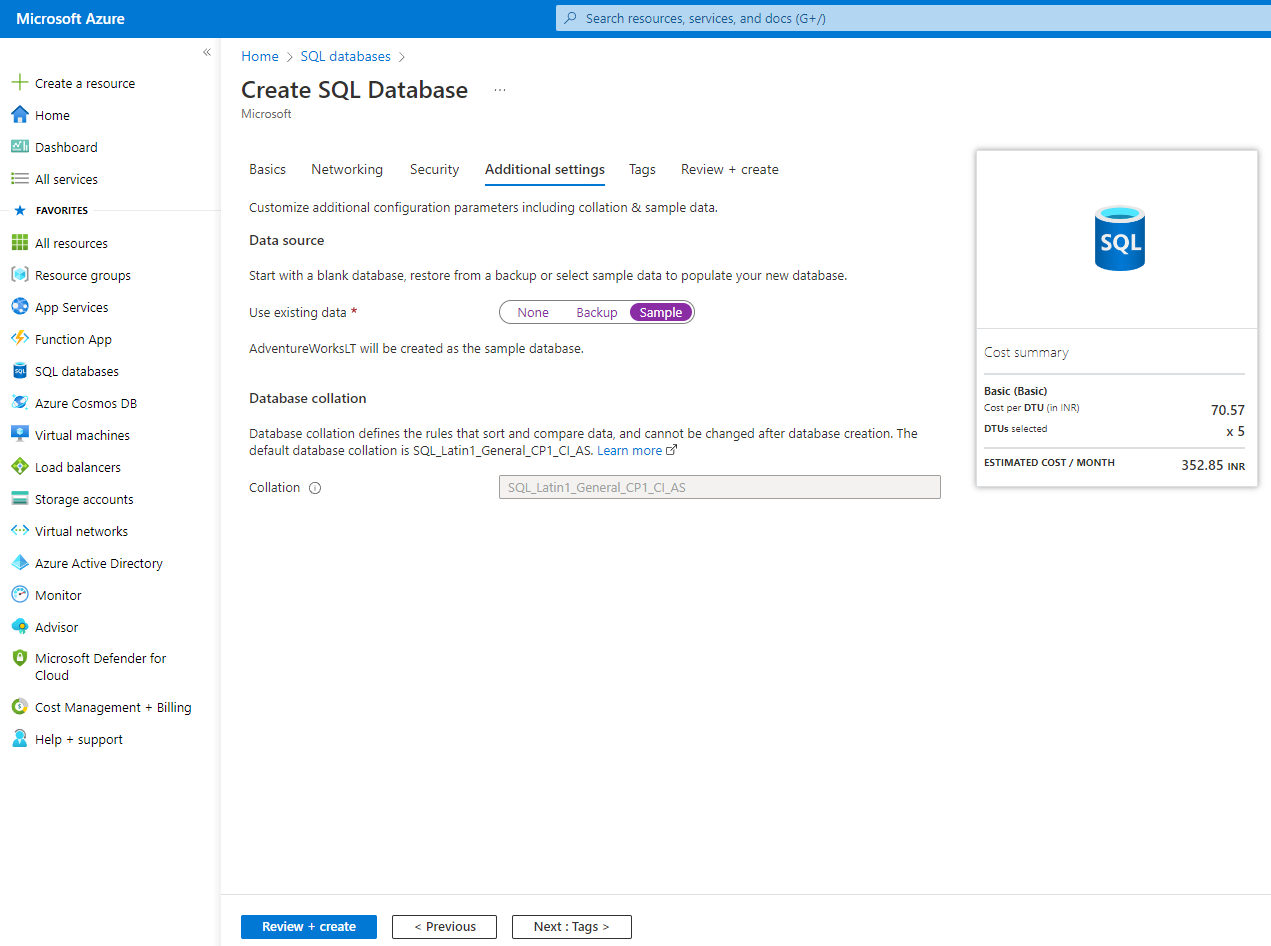 Microsoft Azure
Search resources, services, and docs (G+/)
«
Create a resource
Home
Dashboard
All services
FAVORITES
All resources
Resource groups
App Services
Function App
SQL databases
Azure Cosmos DB
Virtual machines
Load balancers
Storage accounts
Virtual networks
Azure Active Directory
Monitor
Advisor
Microsoft Defender for
Cloud
Cost Management + Billing
Help + support
Home > SQL databases >
Create SQL Database ...
Microsoft
Basics Networking Security Additional settings Tags Review + create
Customize additional configuration parameters including collation & sample data.
Data source
Start with a blank database, restore from a backup or select sample data to populate your new database.
Use existing data * None Backup Sample
AdventureWorksLT will be created as the sample database.
Database collation
Database collation defines the rules that sort and compare data, and cannot be changed after database creation. The
default database collation is SQL_Latin1_General_CP1_CI_AS. Learn more
Collation SQL_Latin1_General_CP1_CI_AS
SQL
Cost summary
Basic (Basic)
Cost per DTU (in INR) 70.57
DTUs selected x 5
ESTIMATED COST / MONTH 352.85 INR
Review + create < Previous Next : Tags >